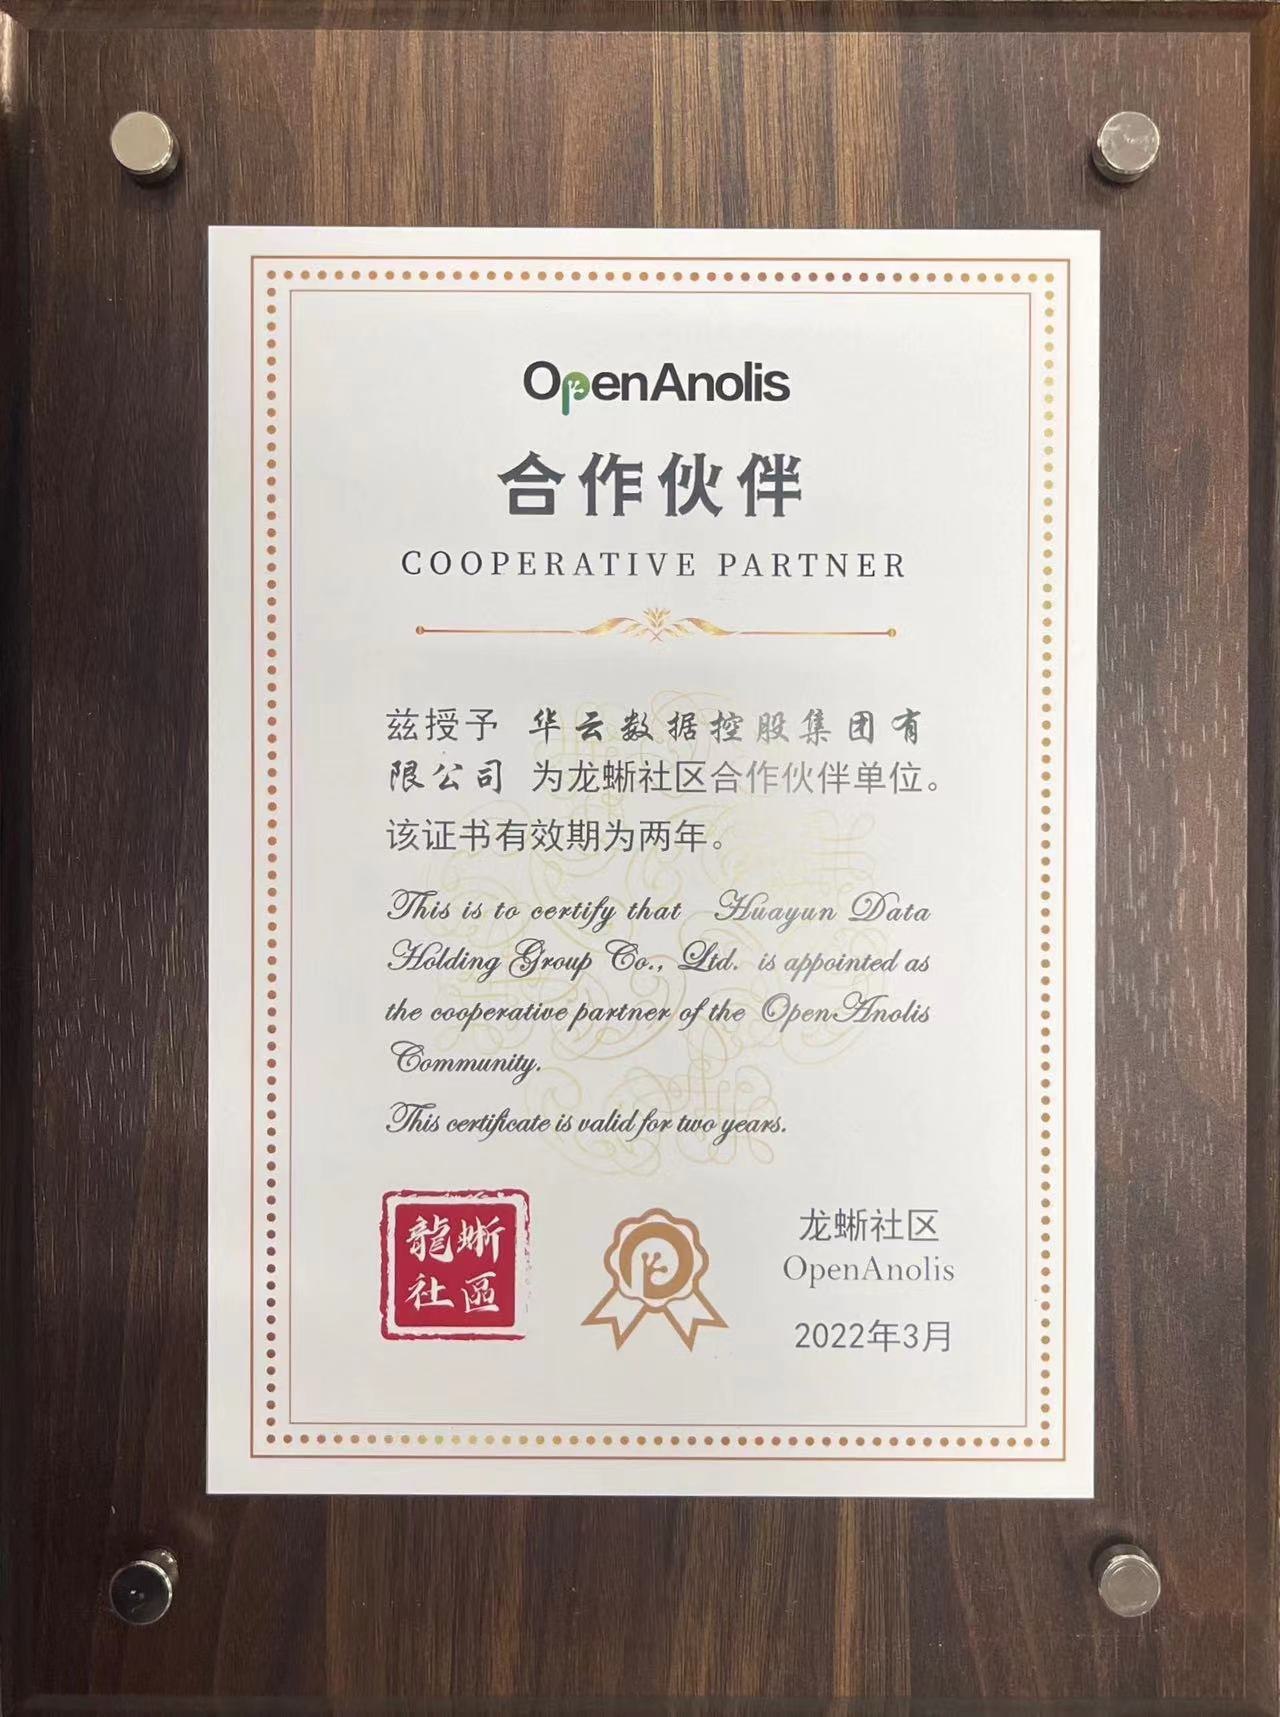 OpenAnolis
合作伙伴
COOPERATIVE PARTNER
兹授予 华云数据控股集团有
限公司 为龙蜥社区合作伙伴单位。
该证书有效期为两年。
This is to certify that Huayun Data
Holding Group Co., Ltd. is appointed as
the cooperative partner of the OpenAnolis
Community.
This certificate is valid for two years.
龍蜥
社區
龙蜥社区
OpenAnolis
2022年3月